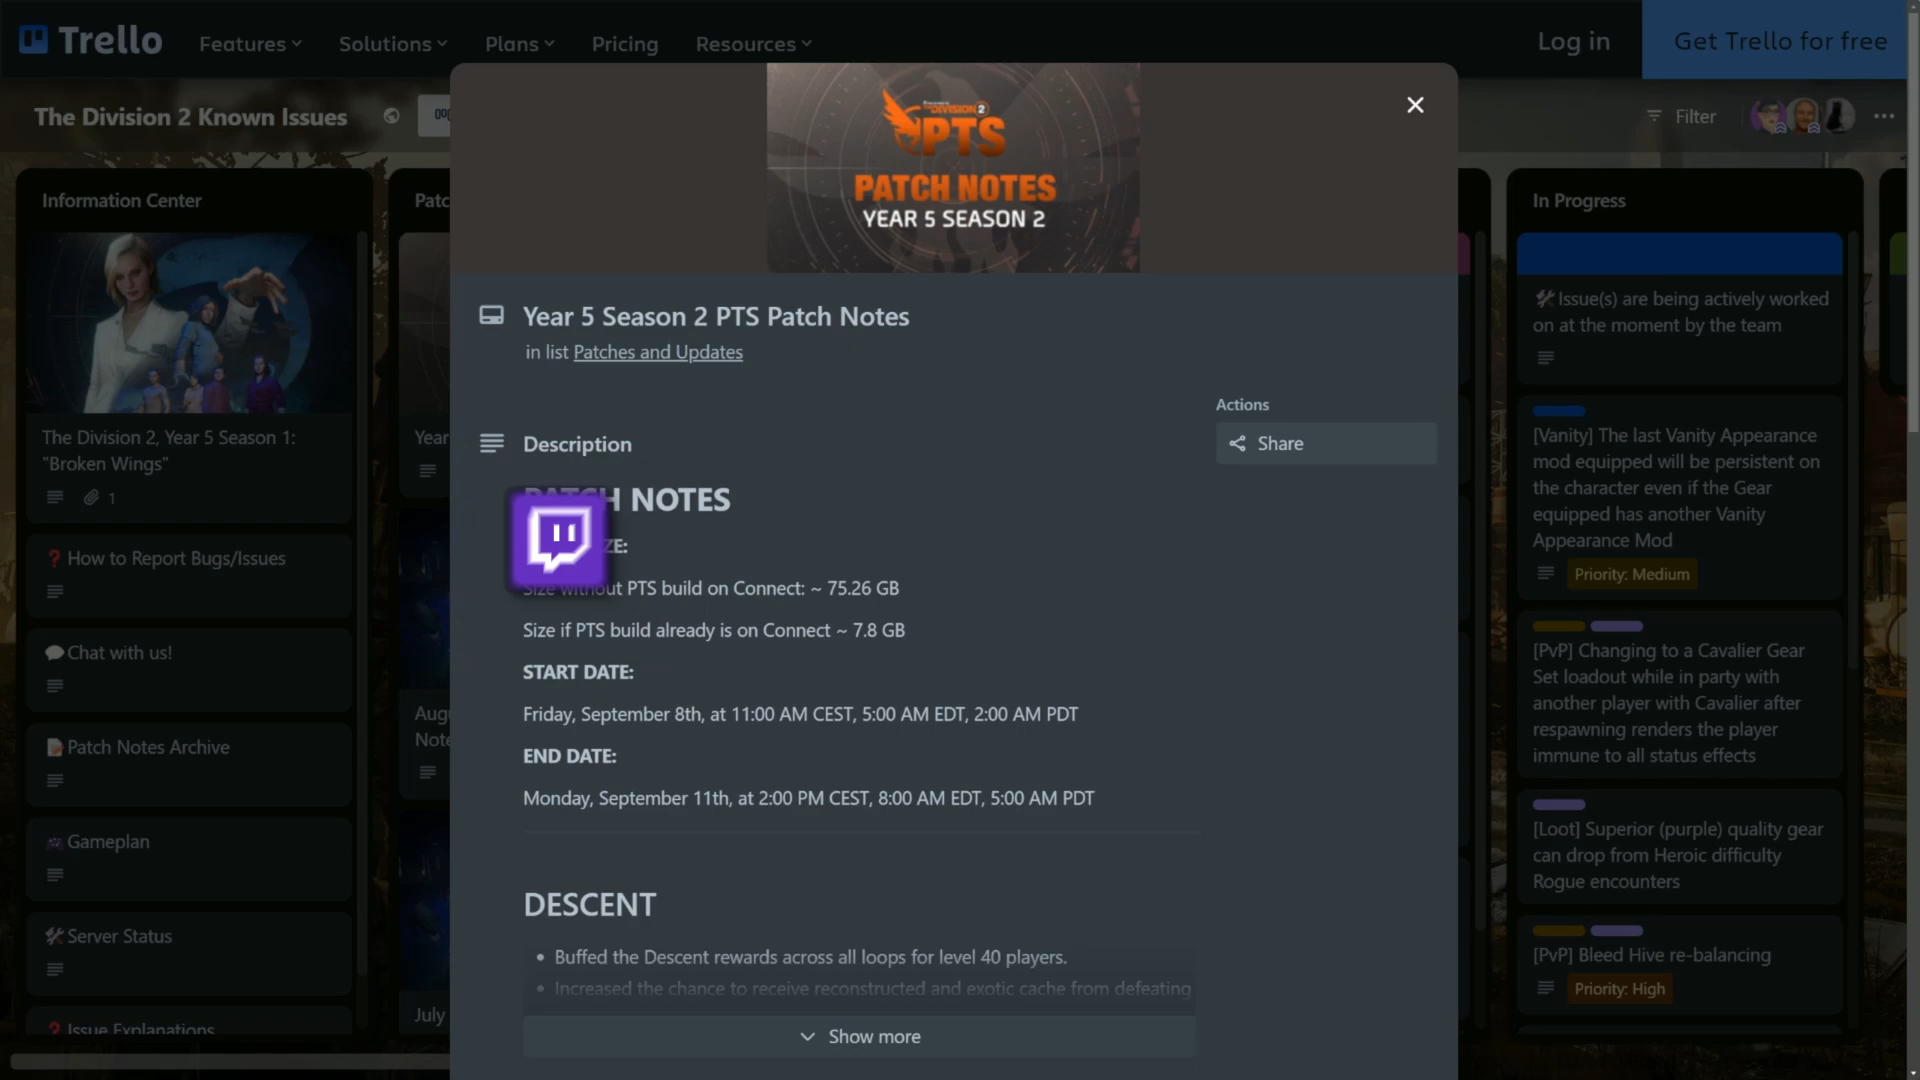 Trello
Features
Solutions
Plans
Pricing
Resources
Log in
Get Trello for free
The Division 2 Known Issues
Filter
Information Center
The Division 2, Year 5 Season 1:
"Broken Wings"
1
How to Report Bugs/Issues
Chat with us!
Patch Notes Archive
Gameplan
Server Status
Issue Explanations
Patc
Year
Augu
Note
July
THE DIVISION 2
PTS
PATCH NOTES
YEAR 5 SEASON 2
Year 5 Season 2 PTS Patch Notes
in list Patches and Updates
Actions
Share
Description
PATCH NOTES
ZE:
Size without PTS build on Connect: ~ 75.26 GB
Size if PTS build already is on Connect ~ 7.8 GB
START DATE:
Friday, September 8th, at 11:00 AM CEST, 5:00 AM EDT, 2:00 AM PDT
END DATE:
Monday, September 11th, at 2:00 PM CEST, 8:00 AM EDT, 5:00 AM PDT
DESCENT
• Buffed the Descent rewards across all loops for level 40 players.
• Increased the chance to receive reconstructed and exotic cache from defeating
Show more
In Progress
Issue(s) are being actively worked
on at the moment by the team
[Vanity] The last Vanity Appearance
mod equipped will be persistent on
the character even if the Gear
equipped has another Vanity
Appearance Mod
Priority: Medium
[PvP] Changing to a Cavalier Gear
Set loadout while in party with
another player with Cavalier after
respawning renders the player
immune to all status effects
[Loot] Superior (purple) quality gear
can drop from Heroic difficulty
Rogue encounters
[PvP] Bleed Hive re-balancing
Priority: High